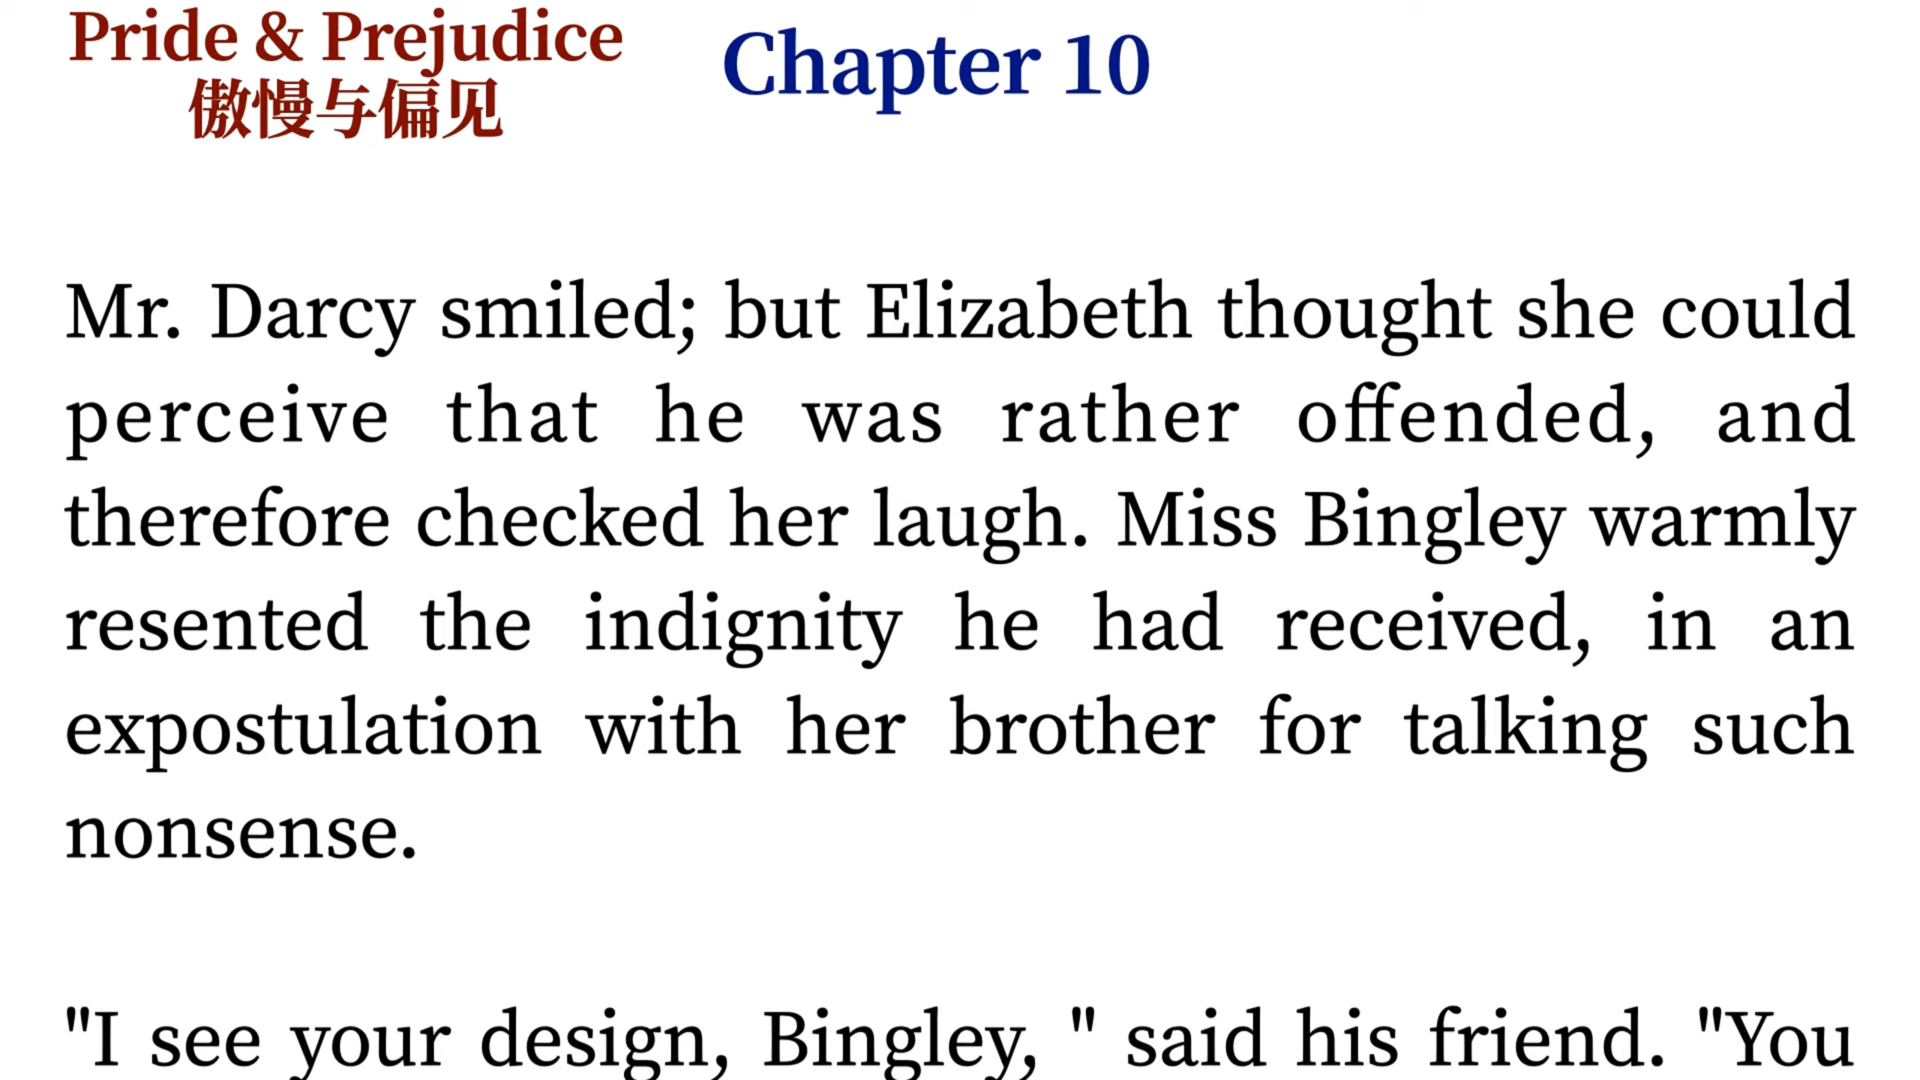 Pride & Prejudice
傲慢与偏见
Chapter 10
Mr. Darcy smiled; but Elizabeth thought she could
perceive that he was rather offended, and
therefore checked her laugh. Miss Bingley warmly
resented the indignity he had received, in an
expostulation with her brother for talking such
nonsense.
"I see your design, Bingley, " said his friend. "You